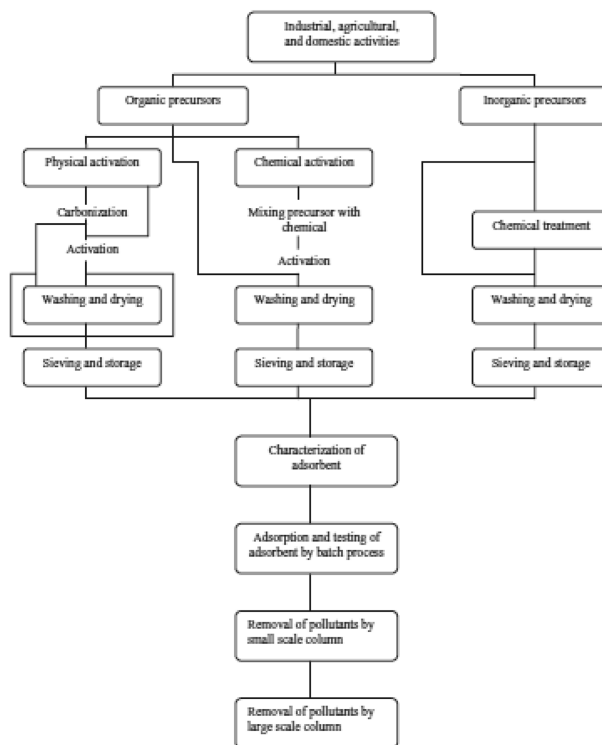 Industrial, agricultural,
and domestic activities
Organic precursors
Inorganic precursors
Physical activation
Chemical activation
Carbonization
Mixing precursor with
chemical
Chemical treatment
Activation
Activation
Washing and drying
Washing and drying
Washing and drying
Sieving and storage
Sieving and storage
Sieving and storage
Characterization of
adsorbent
Adsorption and testing of
adsorbent by batch process
Removal of pollutants by
small scale column
Removal of pollutants by
large scale column